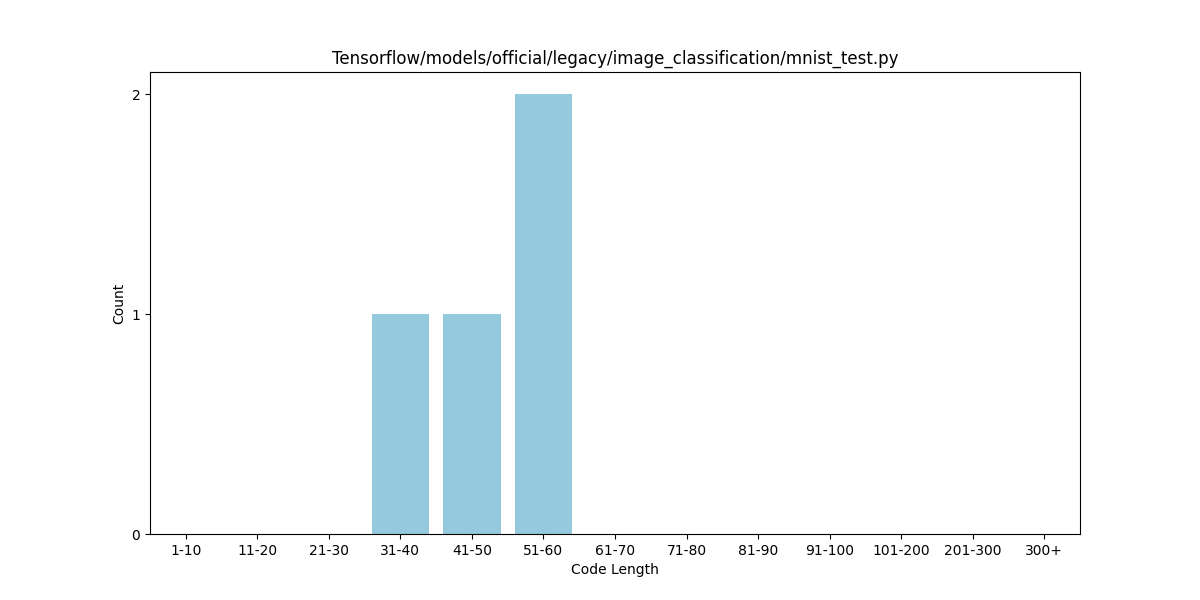 Tensorflow/models/official/legacy/image_classification/mnist_test.py
2
1
0
Count
1-10 11-20 21-30 31-40 41-50 51-60 61-70 71-80 81-90 91-100 101-200 201-300 300+
Code Length